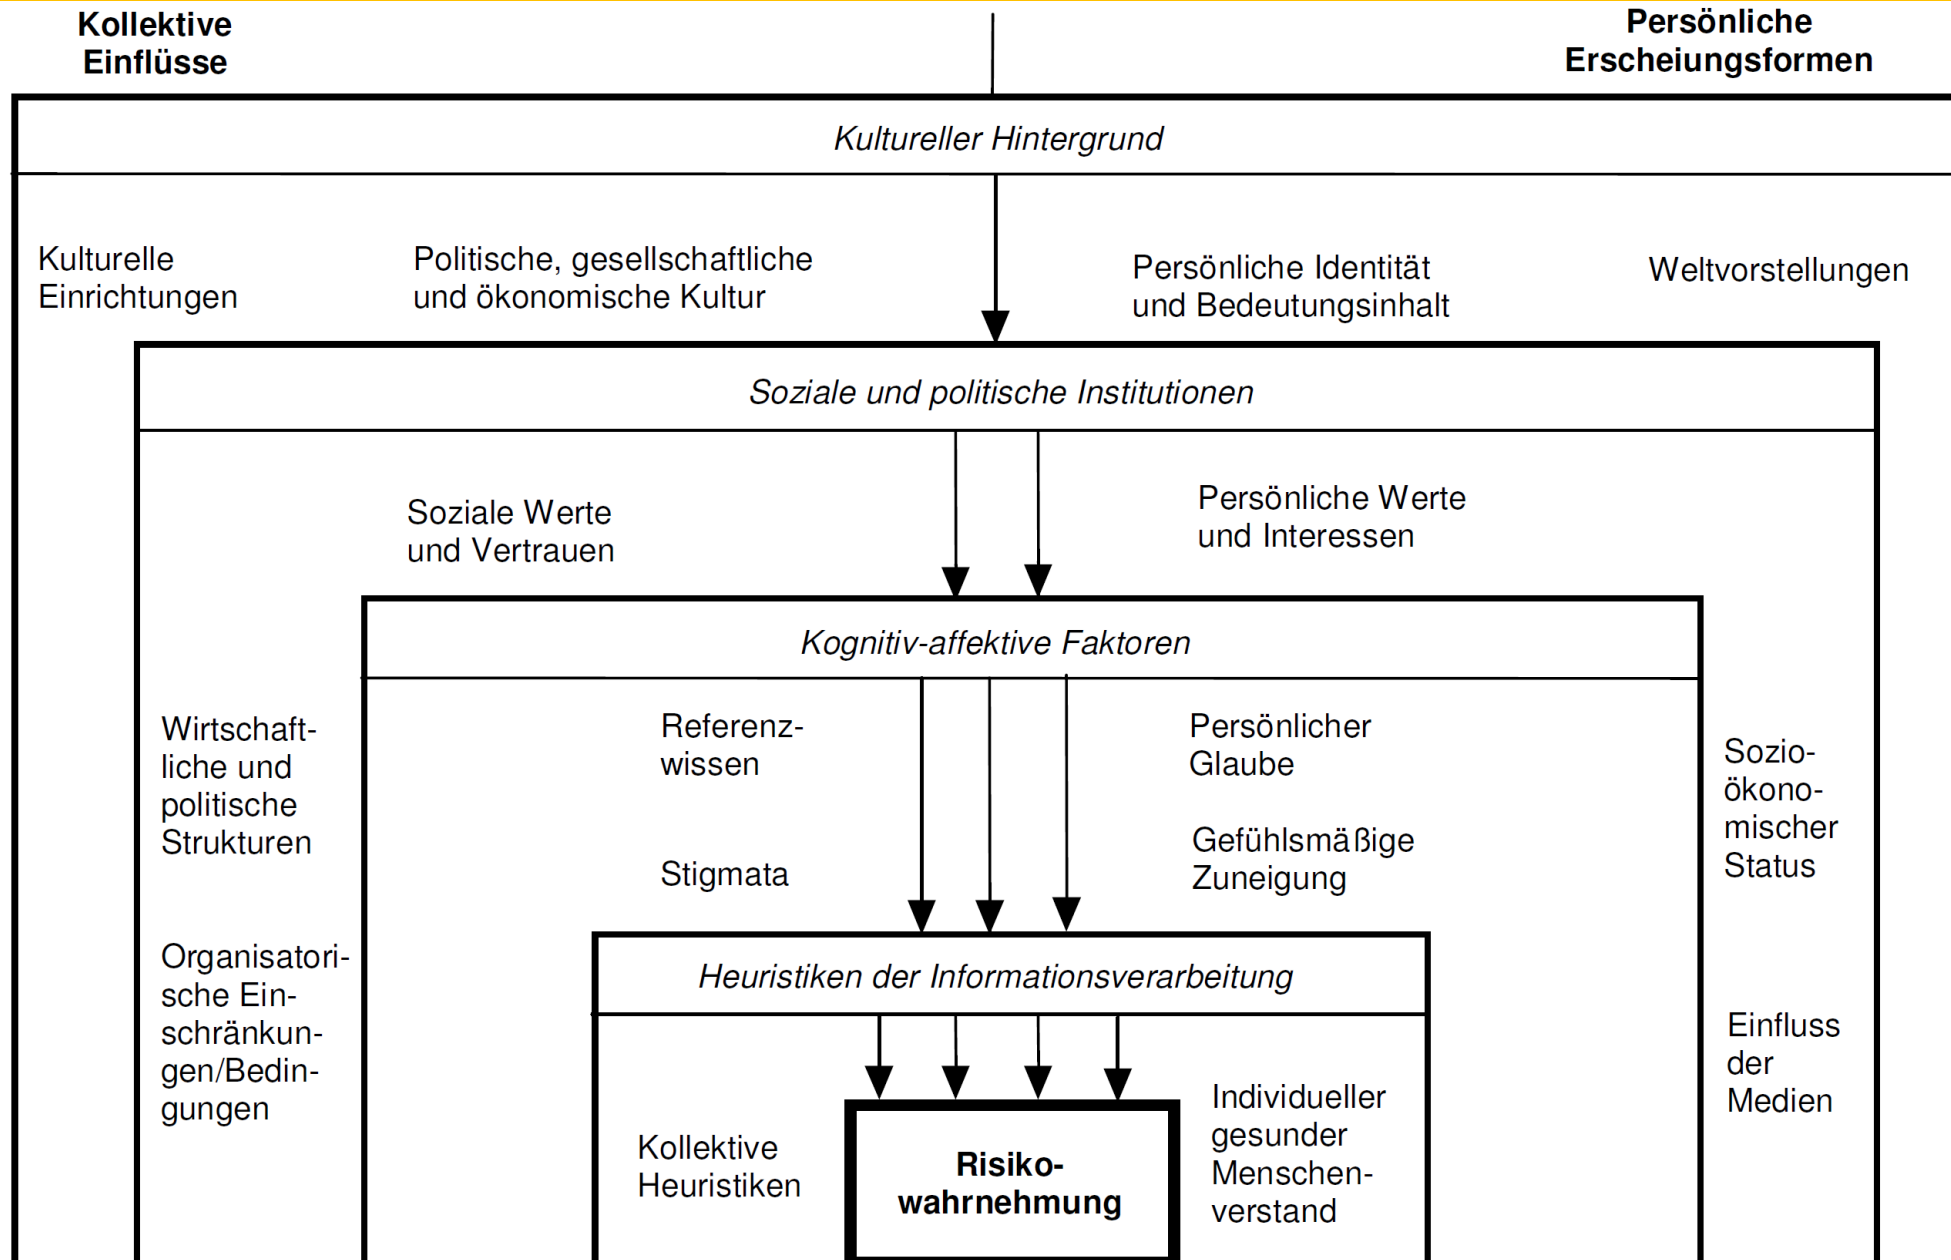 Kollektive
Einflüsse
Persönliche
Erscheiungsformen
Kultureller Hintergrund
Kulturelle
Einrichtungen
Politische, gesellschaftliche
und ökonomische Kultur
Persönliche Identität
und Bedeutungsinhalt
Weltvorstellungen
Soziale und politische Institutionen
Soziale Werte
und Vertrauen
Persönliche Werte
und Interessen
Kognitiv-affektive Faktoren
Wirtschaft-
liche und
politische
Strukturen
Referenz-
wissen
Persönlicher
Glaube
Sozio-
ökono-
mischer
Status
Stigmata
Gefühlsmäßige
Zuneigung
Organisatori-
sche Ein-
schränkun-
gen/Bedin-
gungen
Heuristiken der Informationsverarbeitung
Einfluss
der
Medien
Kollektive
Heuristiken
Risiko-
wahrnehmung
Individueller
gesunder
Menschen-
verstand